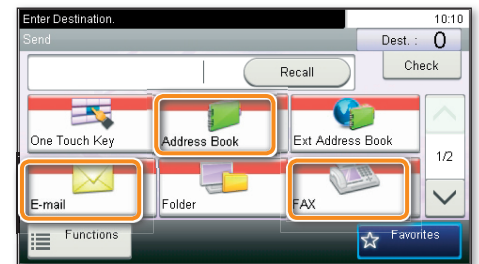 Enter Destination. 10:10
Send Dest. : 0
Recall Check
One Touch Key Address Book Ext Address Book
1/2
E-mail Folder FAX
Functions Favorites